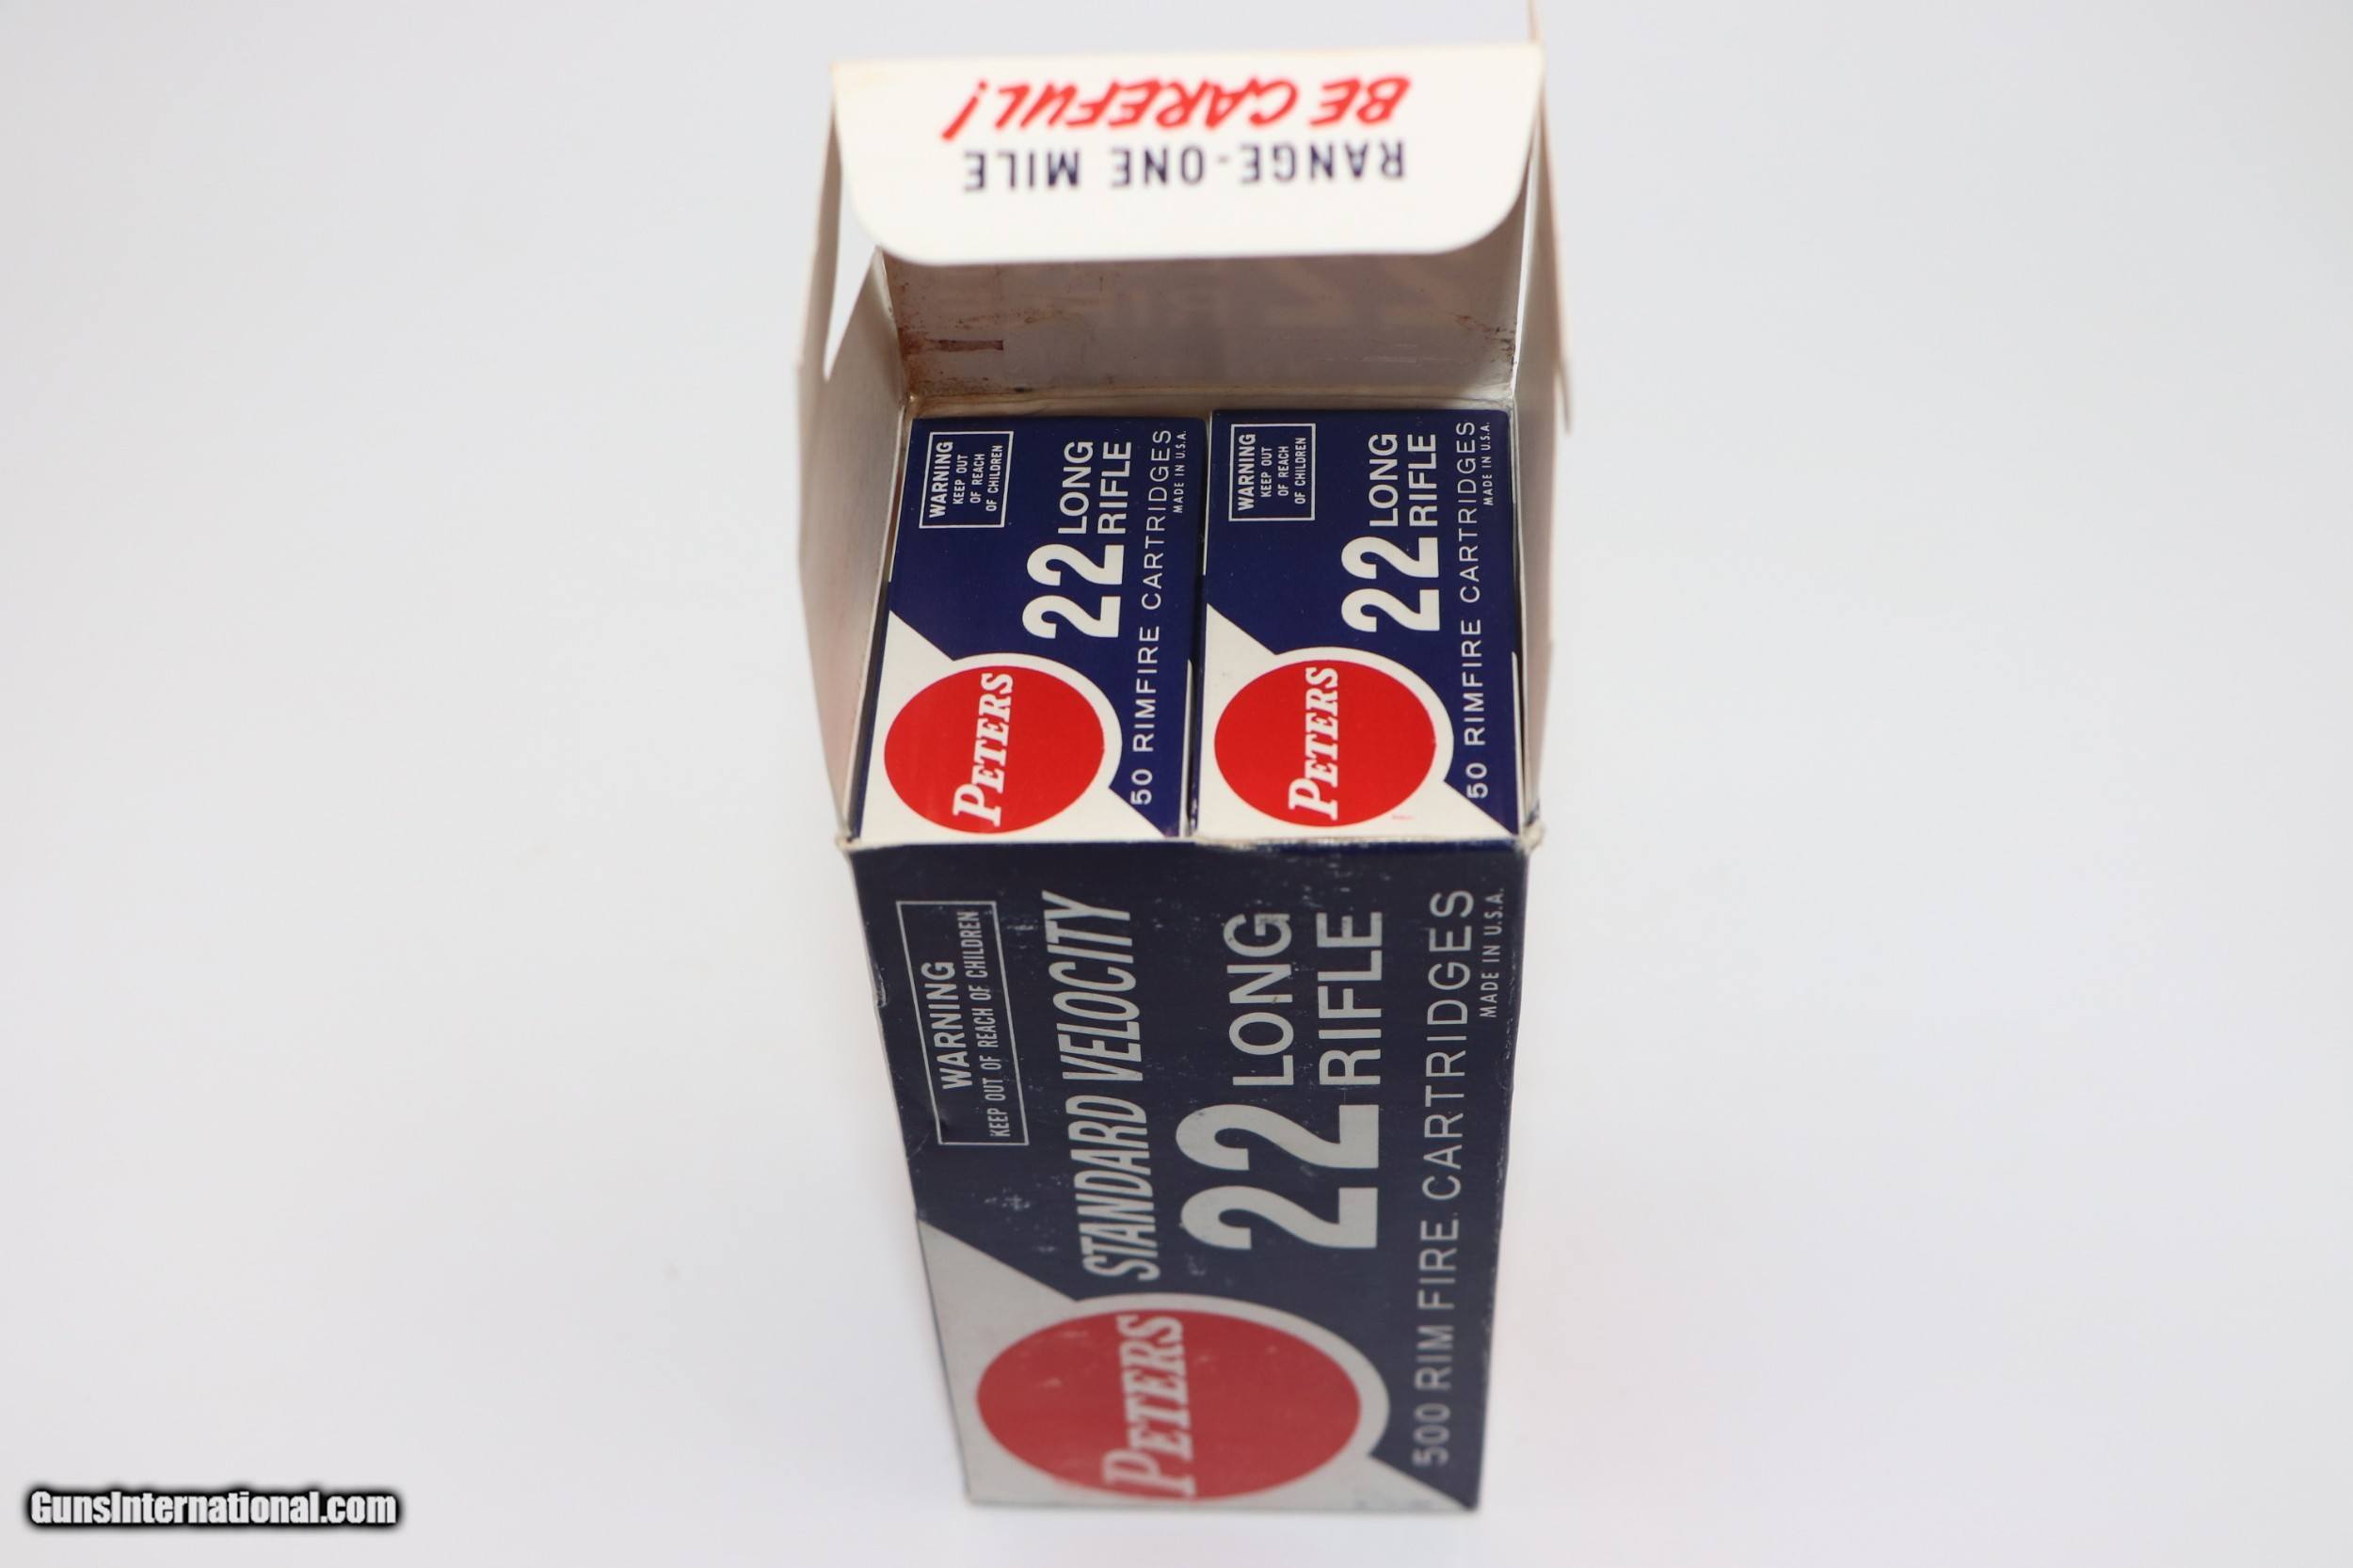 RANGE-ONE MILE
BE CAREFUL!
WARNING
KEEP OUT
OF REACH
OF CHILDREN
22 LONG
RIFLE
50 RIMFIRE CARTRIDGES
MADE IN U.S.A.
PETERS
WARNING
KEEP OUT
OF REACH
OF CHILDREN
22 LONG
RIFLE
50 RIMFIRE CARTRIDGES
MADE IN U.S.A.
PETERS
WARNING
KEEP OUT OF REACH OF CHILDREN
STANDARD VELOCITY
22 LONG
RIFLE
500 RIM FIRE CARTRIDGES
MADE IN U.S.A.
PETERS
GunsInternational.com